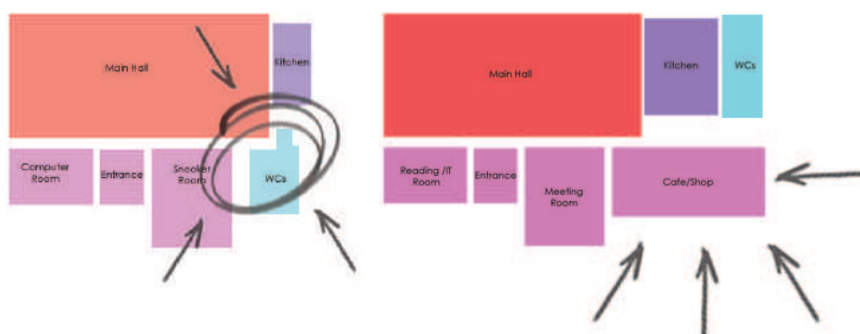 Main Hall
Kitchen
Computer
Room
Entrance
Snooker
Room
WCs
Main Hall
Kitchen
WCs
Reading /IT
Room
Entrance
Meeting
Room
Cafe/Shop